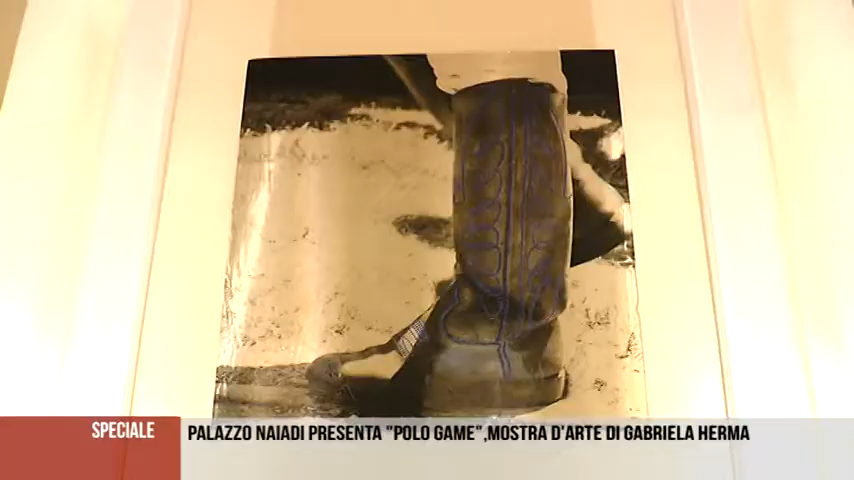 SPECIALE
PALAZZO NAIADI PRESENTA "POLO GAME",MOSTRA D'ARTE DI GABRIELA HERMA